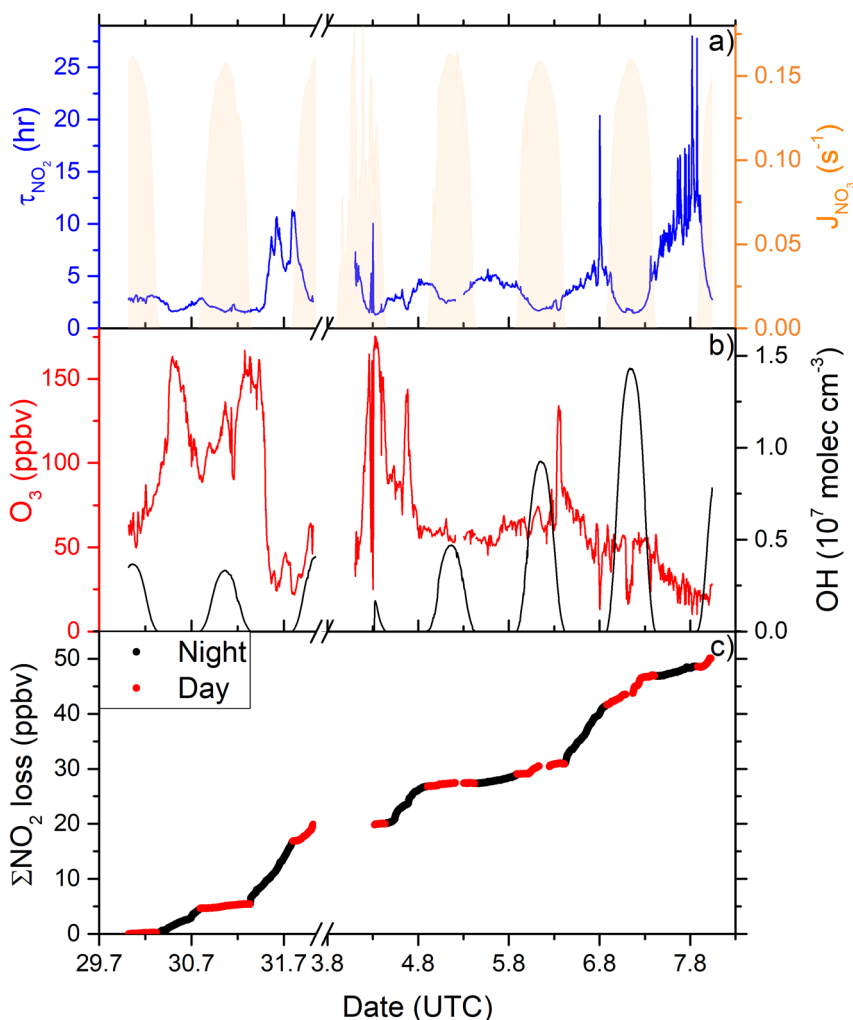 a)
25
20
15
10
5
0
τNO2 (hr)
0.15
0.10
0.05
0.00
JNO3 (s-1)
b)
150
100
50
0
O3 (ppbv)
1.5
1.0
0.5
0.0
OH (10^7 molec cm-3)
c)
Night
Day
50
40
30
20
10
0
ΣNO2 loss (ppbv)
29.7 30.7 31.7 3.8 4.8 5.8 6.8 7.8
Date (UTC)